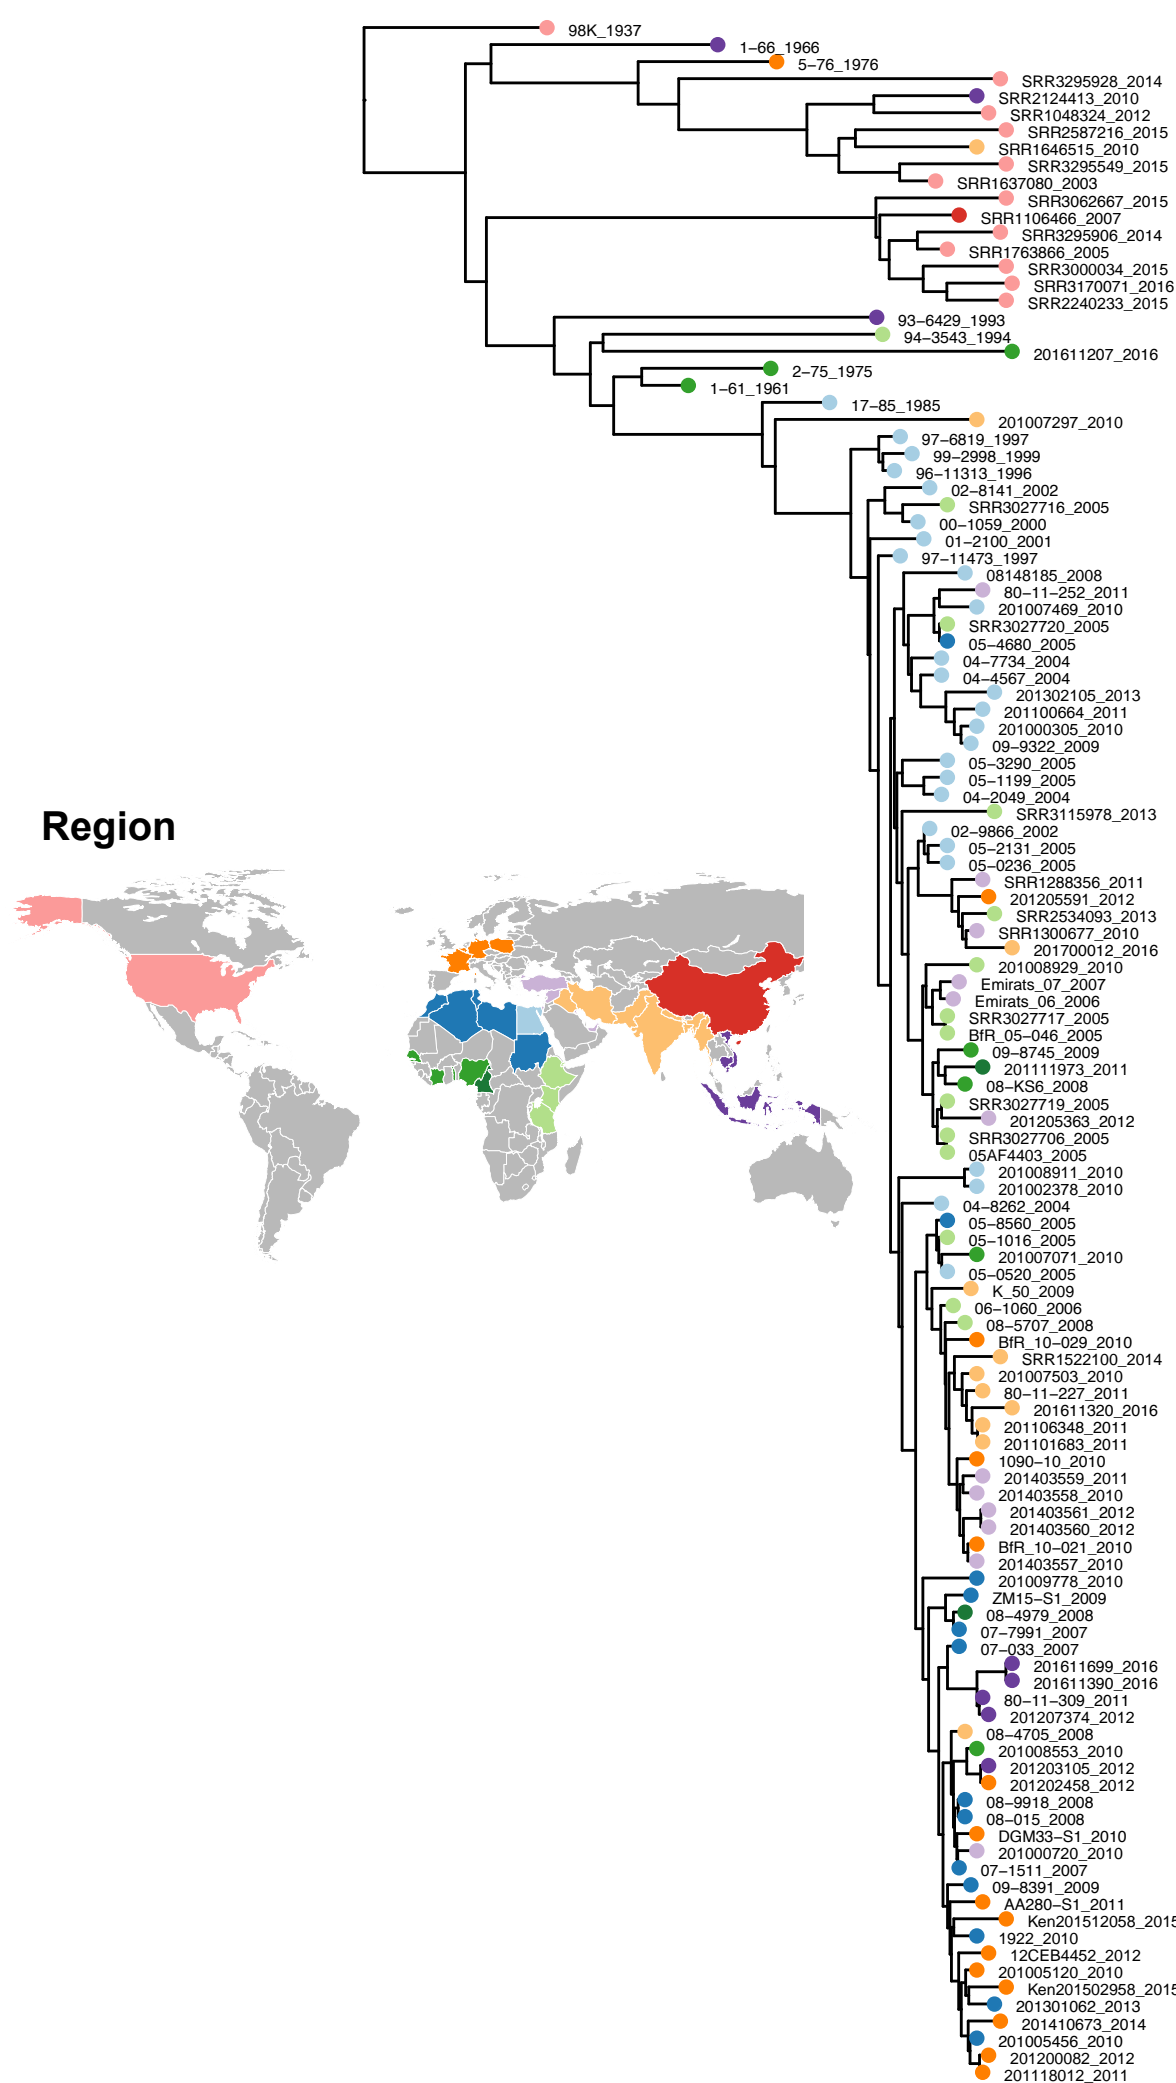 98K_1937
1−66_1966
5−76_1976
SRR3295928_2014
SRR2124413_2010
SRR1048324_2012
SRR2587216_2015
SRR1646515_2010
SRR3295549_2015
SRR1637080_2003
SRR3062667_2015
SRR1106466_2007
SRR3295906_2014
SRR1763866_2005
SRR3000034_2015
SRR3170071_2016
SRR2240233_2015
93−6429_1993
94−3543_1994
201611207_2016
2−75_1975
1−61_1961
17−85_1985
201007297_2010
97−6819_1997
99−2998_1999
96−11313_1996
02−8141_2002
SRR3027716_2005
00−1059_2000
01−2100_2001
97−11473_1997
08148185_2008
80−11−252_2011
201007469_2010
SRR3027720_2005
05−4680_2005
04−7734_2004
04−4567_2004
201302105_2013
201100664_2011
201000305_2010
09−9322_2009
05−3290_2005
05−1199_2005
04−2049_2004
SRR3115978_2013
Region
02−9866_2002
05−2131_2005
05−0236_2005
SRR1288356_2011
201205591_2012
SRR2534093_2013
SRR1300677_2010
201700012_2016
201008929_2010
Emirats_07_2007
Emirats_06_2006
SRR3027717_2005
BfR_05−046_2005
09−8745_2009
201111973_2011
08−KS6_2008
SRR3027719_2005
201205363_2012
SRR3027706_2005
05AF4403_2005
201008911_2010
201002378_2010
04−8262_2004
05−8560_2005
05−1016_2005
201007071_2010
05−0520_2005
K_50_2009
06−1060_2006
08−5707_2008
BfR_10−029_2010
SRR1522100_2014
201007503_2010
80−11−227_2011
201611320_2016
201106348_2011
201101683_2011
1090−10_2010
201403559_2011
201403558_2010
201403561_2012
201403560_2012
BfR_10−021_2010
201403557_2010
201009778_2010
ZM15−S1_2009
08−4979_2008
07−7991_2007
07−033_2007
201611699_2016
201611390_2016
80−11−309_2011
201207374_2012
08−4705_2008
201008553_2010
201203105_2012
201202458_2012
08−9918_2008
08−015_2008
DGM33−S1_2010
201000720_2010
07−1511_2007
09−8391_2009
AA280−S1_2011
Ken201512058_2015
1922_2010
12CEB4452_2012
201005120_2010
Ken201502958_2015
201301062_2013
201410673_2014
201005456_2010
201200082_2012
201118012_2011